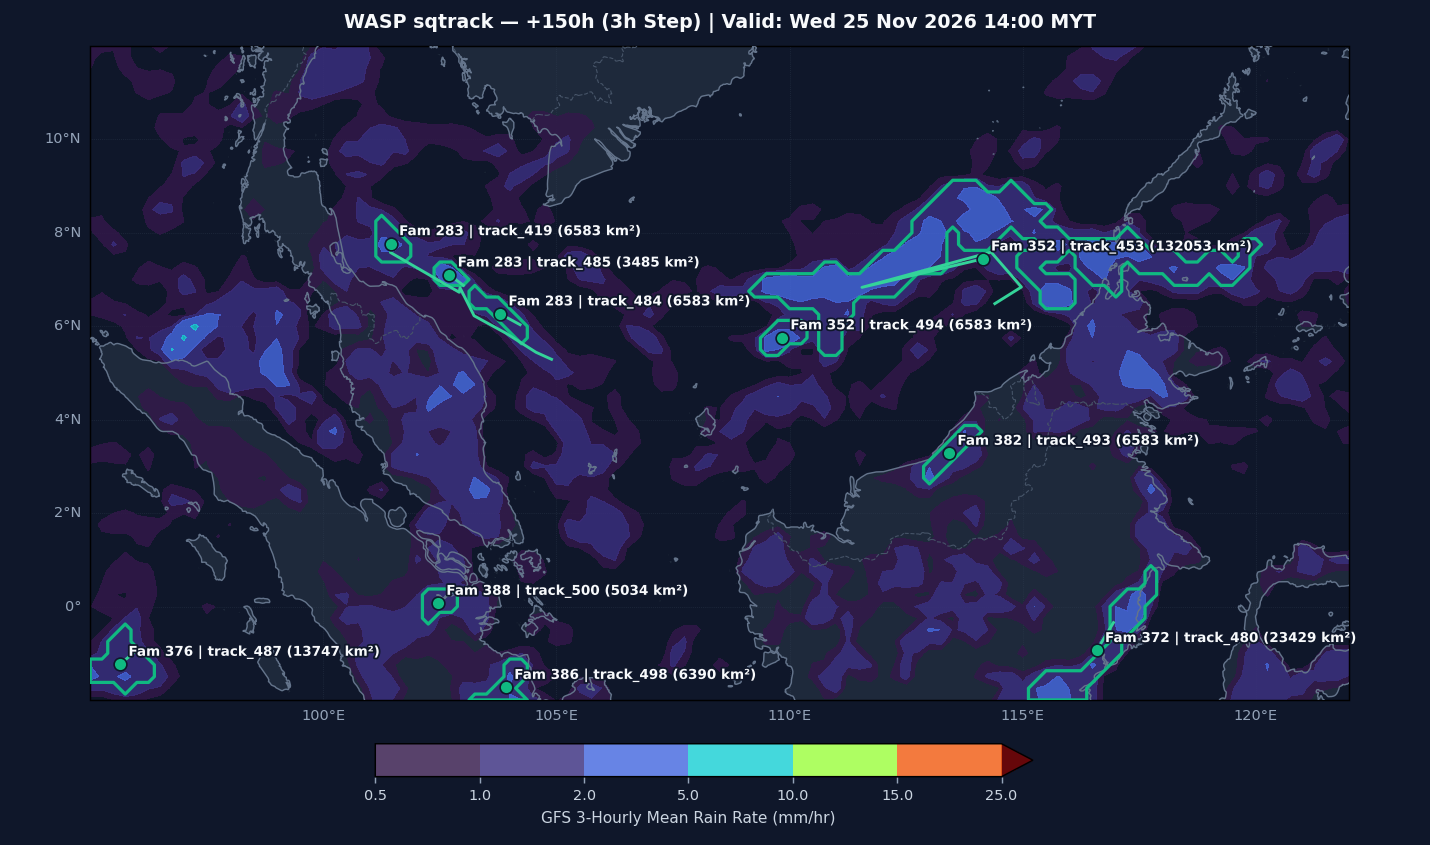 WASP sqtrack — +150h (3h Step) | Valid: Wed 25 Nov 2026 14:00 MYT
10°N
8°N
6°N
4°N
2°N
0°
Fam 283 | track_419 (6583 km²)
Fam 352 | track_453 (132053 km²)
Fam 283 | track_485 (3485 km²)
Fam 283 | track_484 (6583 km²)
Fam 352 | track_494 (6583 km²)
Fam 382 | track_493 (6583 km²)
Fam 388 | track_500 (5034 km²)
Fam 372 | track_480 (23429 km²)
Fam 376 | track_487 (13747 km²)
Fam 386 | track_498 (6390 km²)
100°E 105°E 110°E 115°E 120°E
0.5 1.0 2.0 5.0 10.0 15.0 25.0
GFS 3-Hourly Mean Rain Rate (mm/hr)